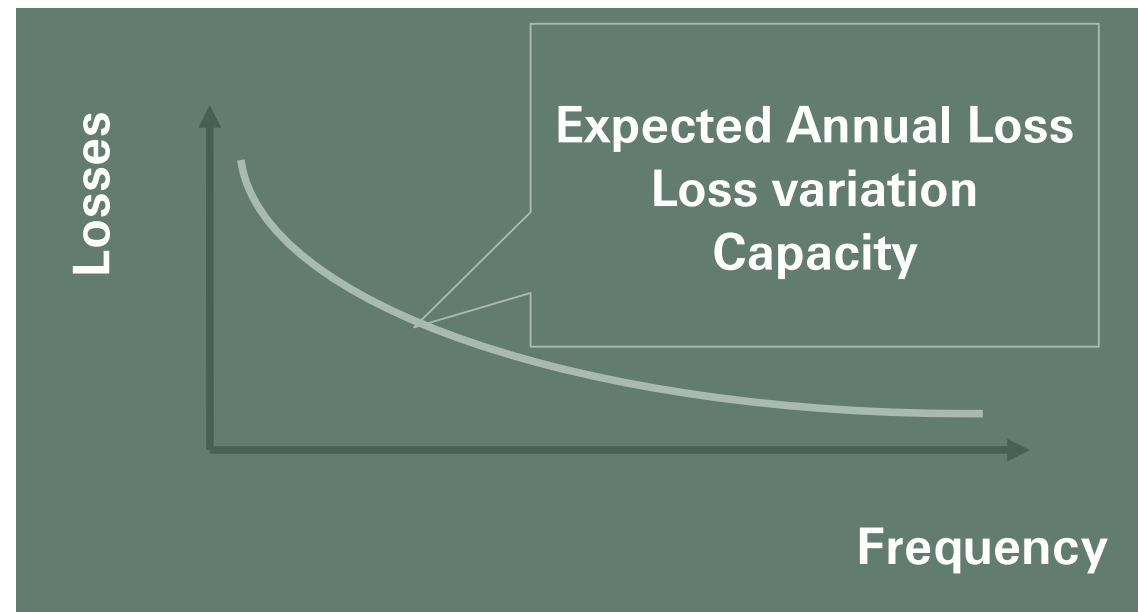 Losses
Expected Annual Loss
Loss variation
Capacity
Frequency